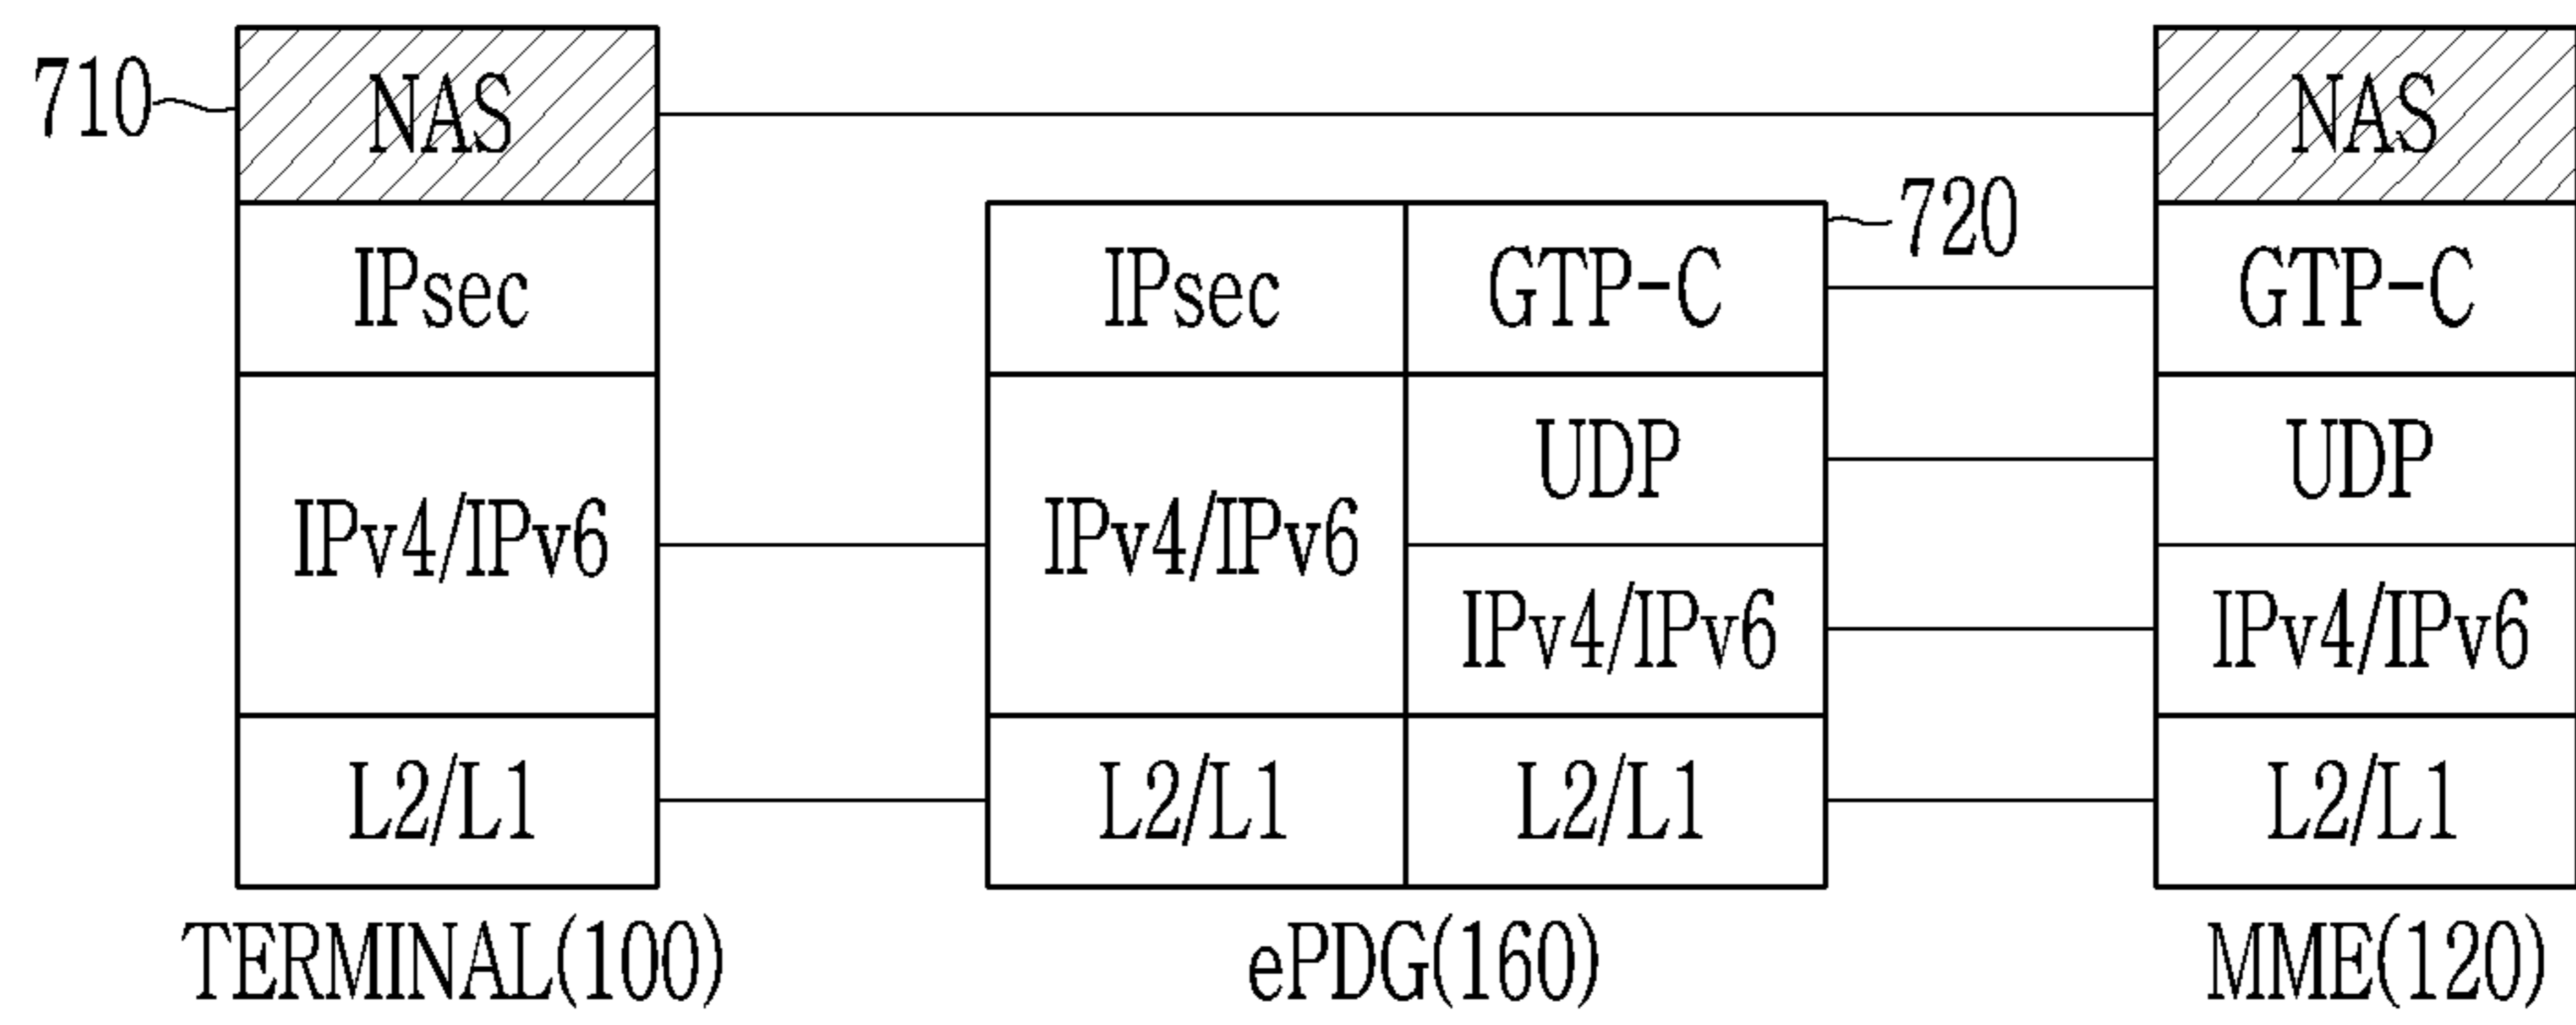 710 NAS NAS
720
IPsec IPsec GTP-C GTP-C
UDP UDP
IPv4/IPv6 IPv4/IPv6
IPv4/IPv6 IPv4/IPv6
L2/L1 L2/L1 L2/L1 L2/L1
TERMINAL(100) ePDG(160) MME(120)